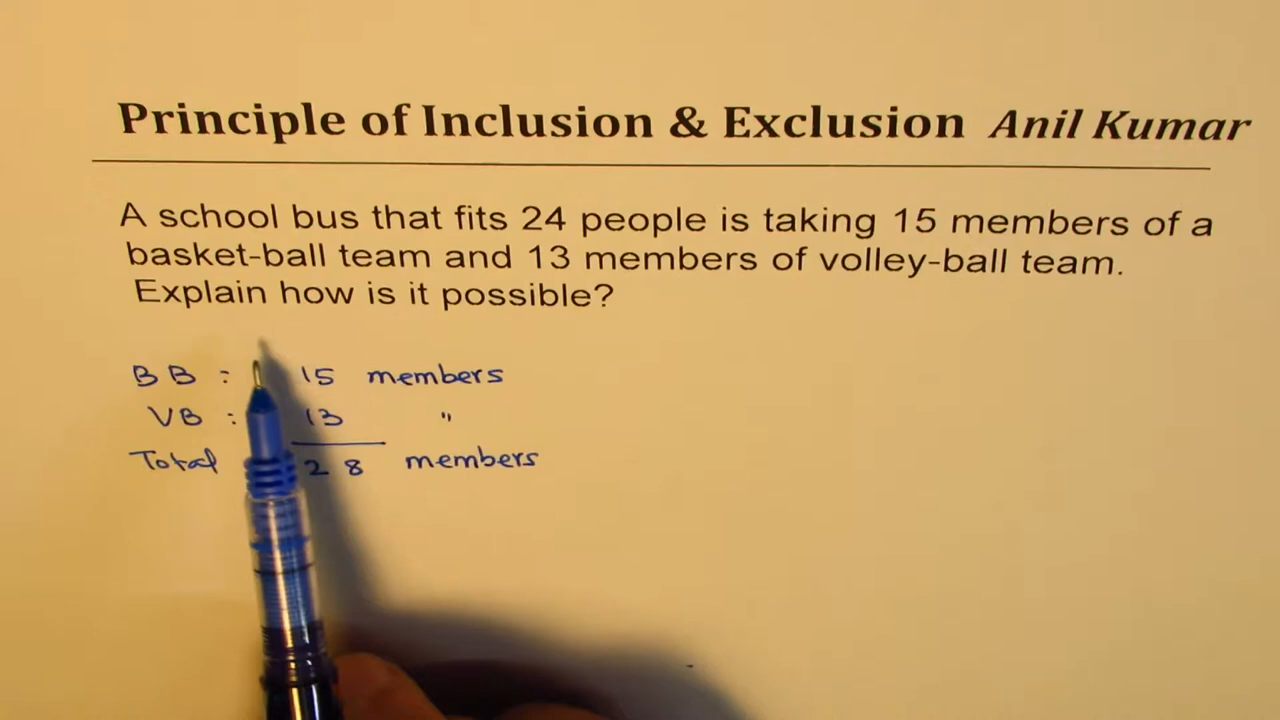 Principle of Inclusion & Exclusion Anil Kumar
A school bus that fits 24 people is taking 15 members of a
basket-ball team and 13 members of volley-ball team.
Explain how is it possible?
BB : 15 members
VB : 13 "
Total 28 members